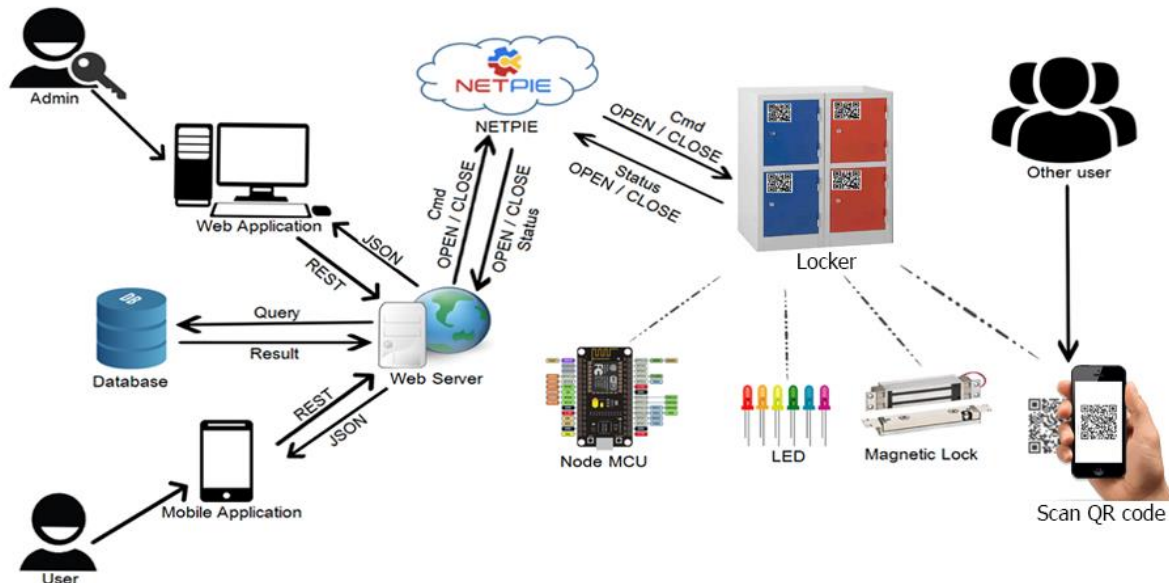 Admin
NETPIE
NETPIE
Cmd
OPEN / CLOSE
Status
OPEN / CLOSE
Other user
Web Application
JSON
REST
Cmd
OPEN / CLOSE
OPEN / CLOSE
Status
Locker
DB
Query
Result
Database
Web Server
REST
JSON
Mobile Application
User
Node MCU
LED
Magnetic Lock
Scan QR code